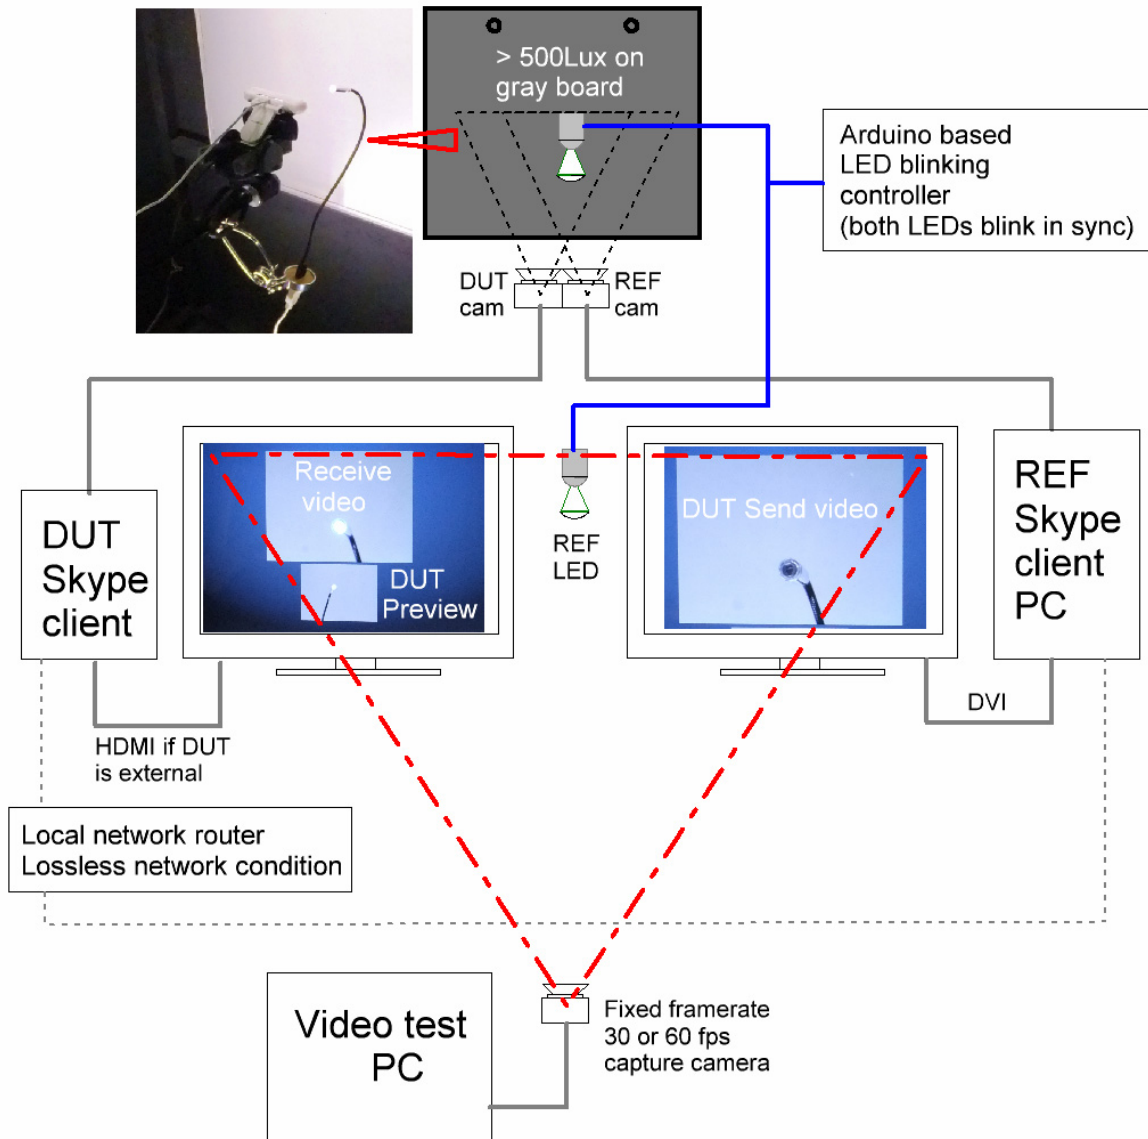 > 500Lux on
gray board
Arduino based
LED blinking
controller
(both LEDs blink in sync)
DUT
cam
REF
cam
Receive
video
DUT
Preview
REF
LED
DUT Send video
DUT
Skype
client
REF
Skype
client
PC
HDMI if DUT
is external
DVI
Local network router
Lossless network condition
Video test
PC
Fixed framerate
30 or 60 fps
capture camera